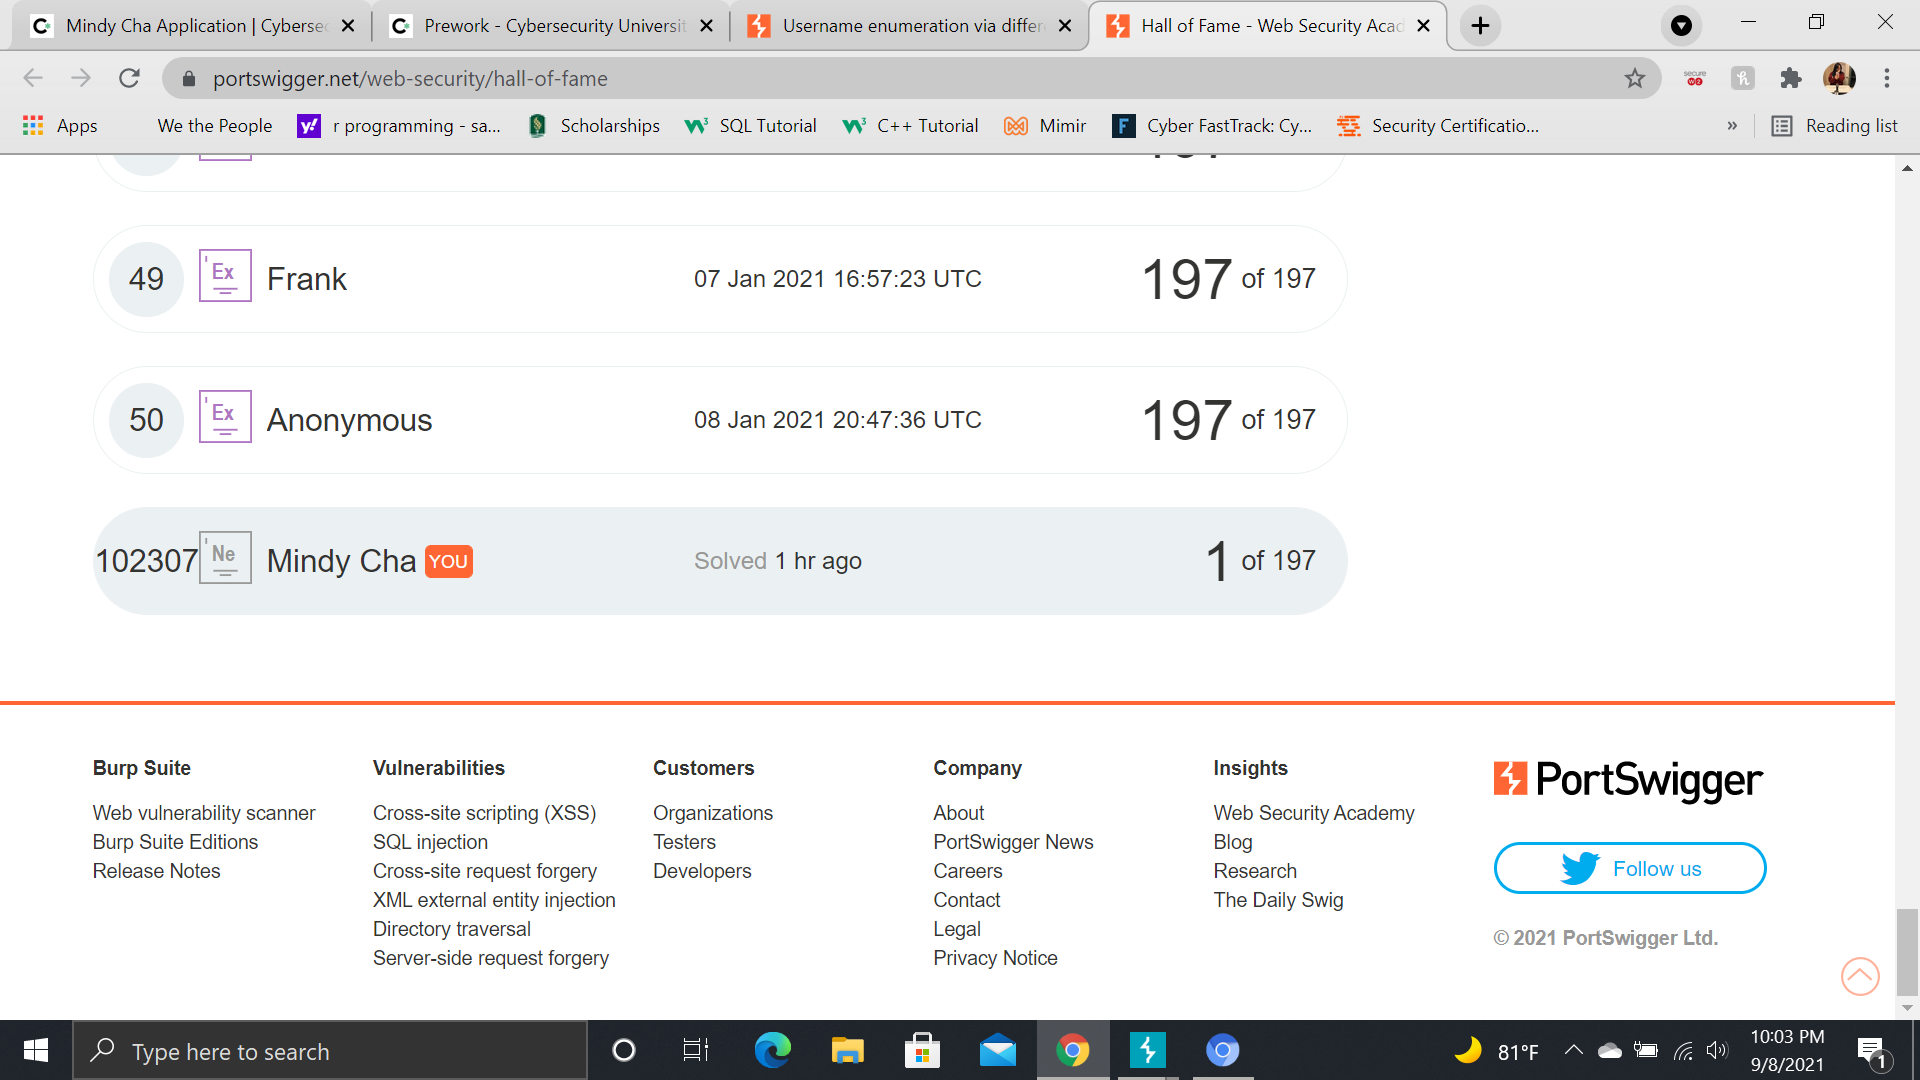 Mindy Cha Application | Cyberse
Prework - Cybersecurity Universit
Username enumeration via differ
Hall of Fame - Web Security Acad
portswigger.net/web-security/hall-of-fame
secure
W2
h
Apps
We the People
y!
r programming - sa...
Scholarships
W3
SQL Tutorial
W3
C++ Tutorial
Mimir
F
Cyber FastTrack: Cy...
Security Certificatio...
»
Reading list
49
Ex
Frank
07 Jan 2021 16:57:23 UTC
197 of 197
50
Ex
Anonymous
08 Jan 2021 20:47:36 UTC
197 of 197
102307
Ne
Mindy Cha YOU
Solved 1 hr ago
1 of 197
Burp Suite
Web vulnerability scanner
Burp Suite Editions
Release Notes
Vulnerabilities
Cross-site scripting (XSS)
SQL injection
Cross-site request forgery
XML external entity injection
Directory traversal
Server-side request forgery
Customers
Organizations
Testers
Developers
Company
About
PortSwigger News
Careers
Contact
Legal
Privacy Notice
Insights
Web Security Academy
Blog
Research
The Daily Swig
PortSwigger
Follow us
© 2021 PortSwigger Ltd.
Type here to search
81°F
10:03 PM
9/8/2021
1